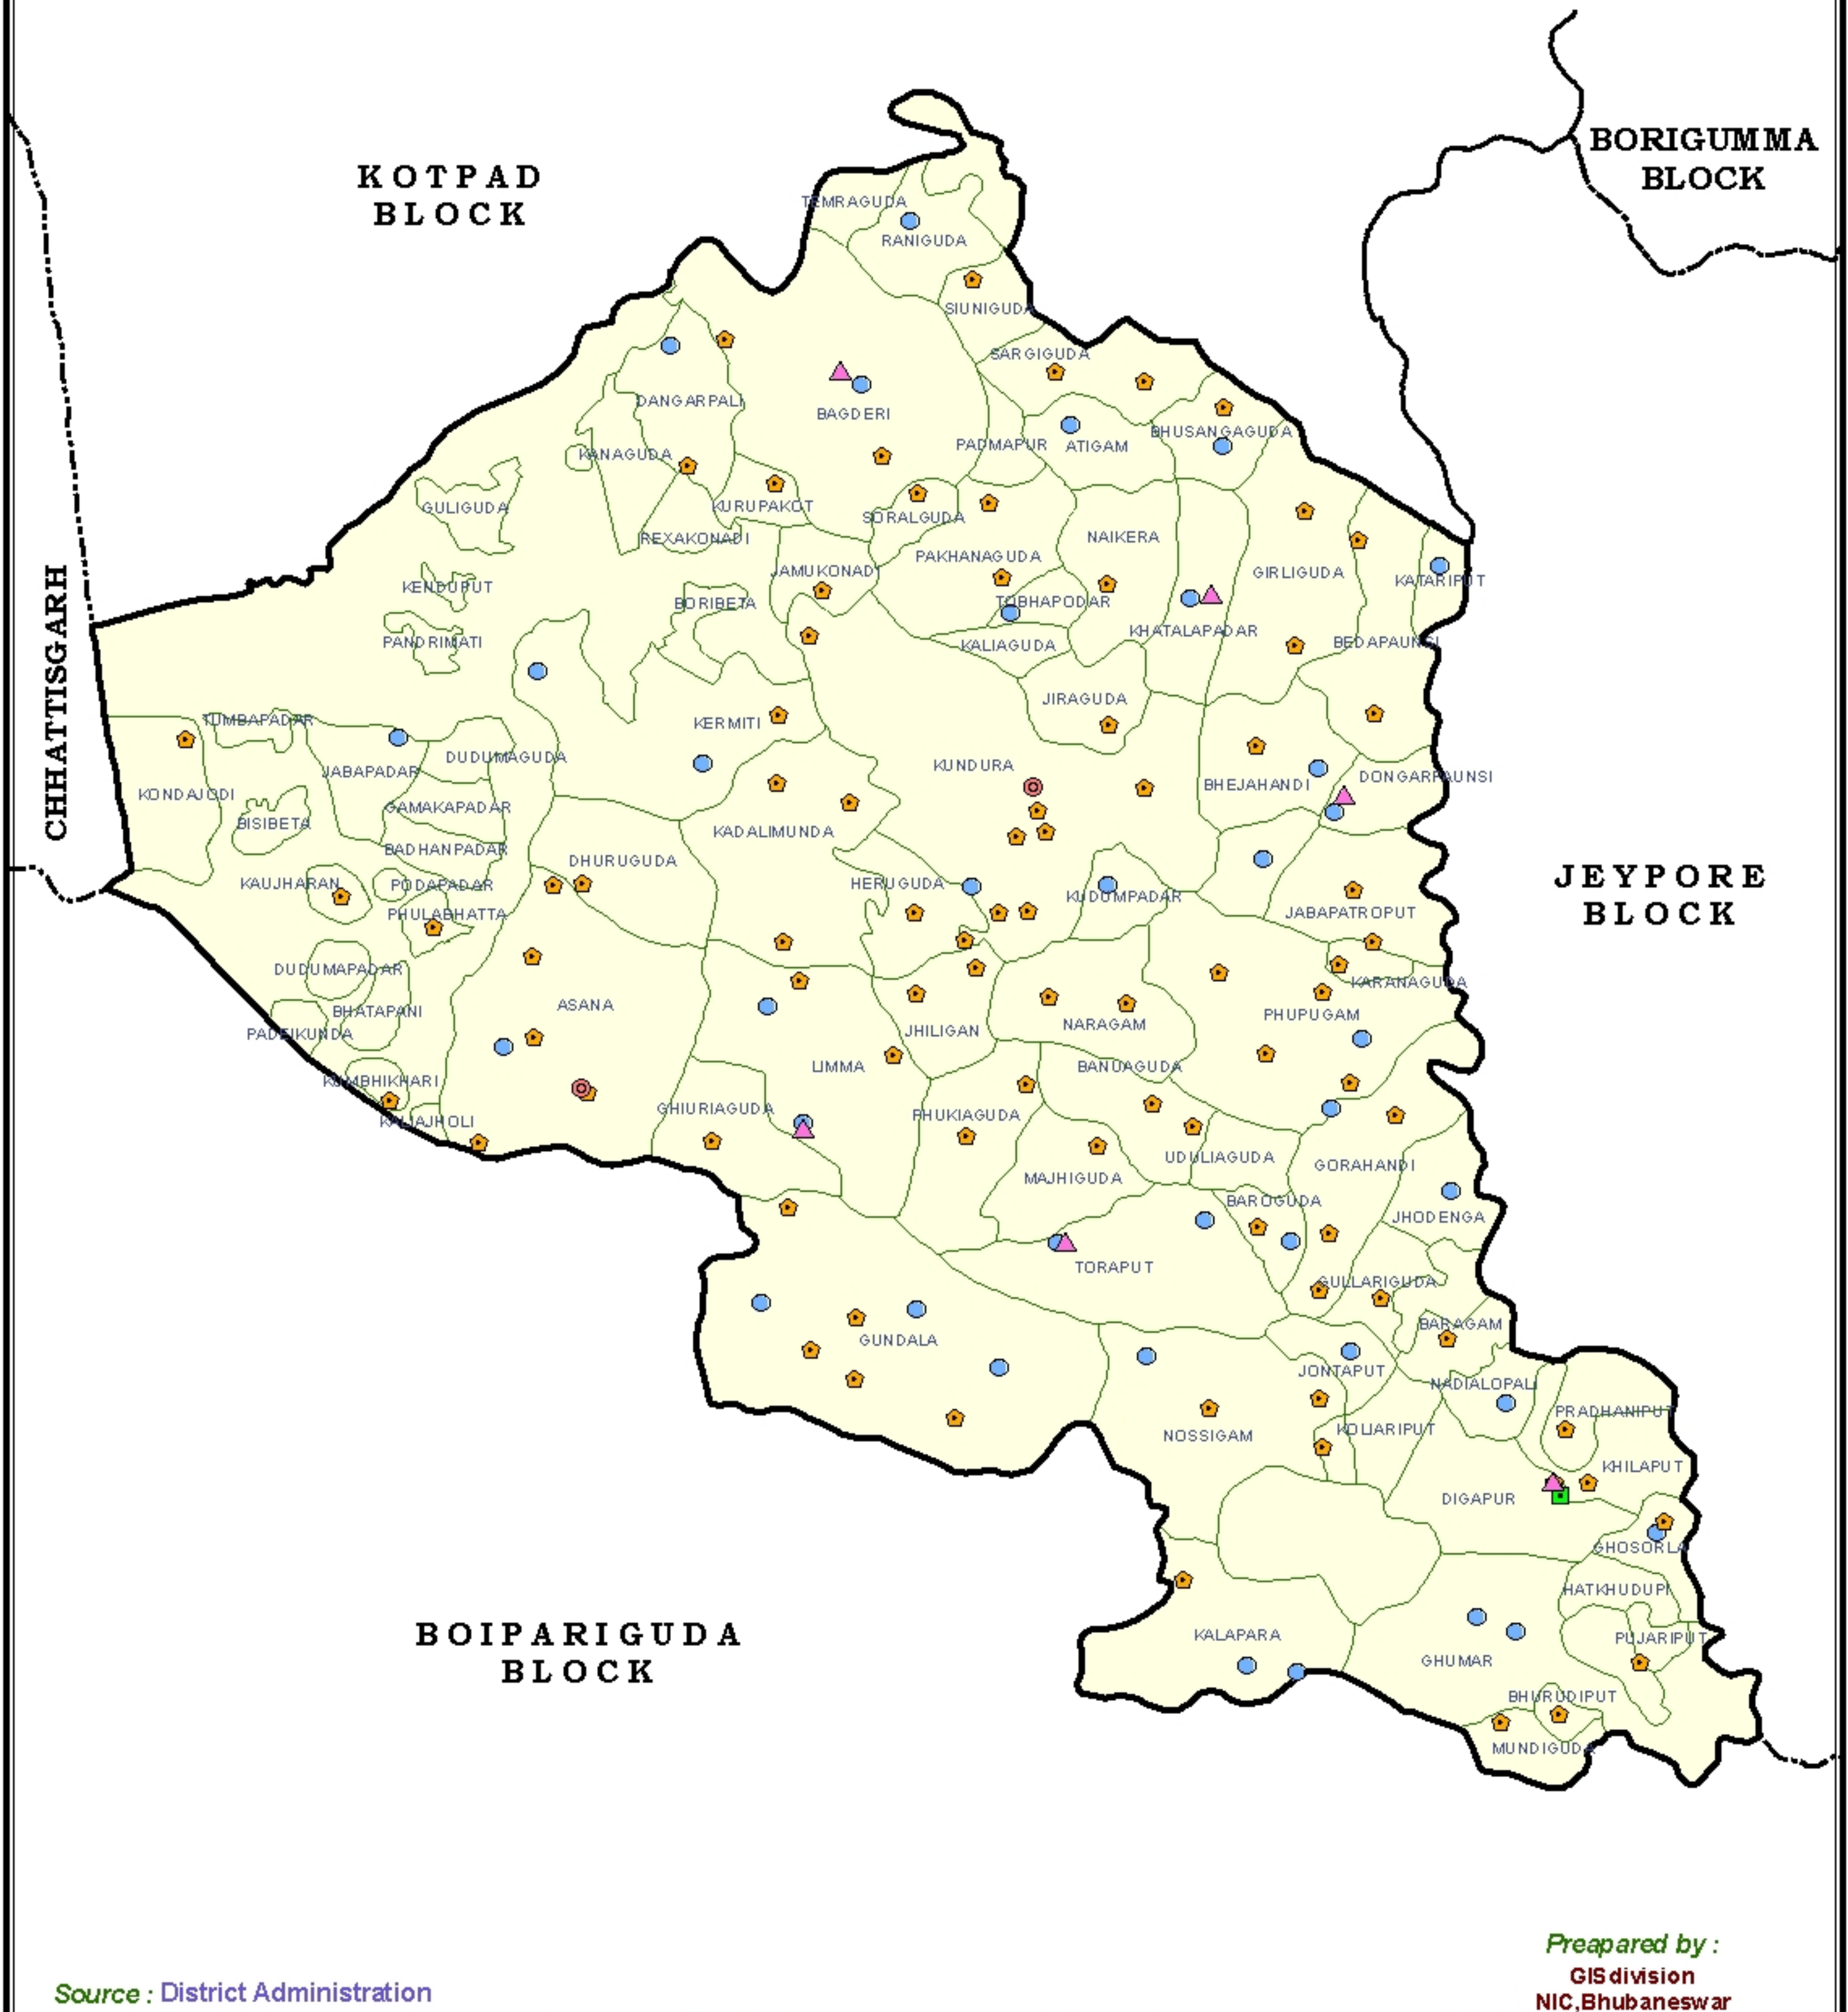 KOTPAD
BLOCK
BORIGUMMA
BLOCK
CHHATTISGARH
JEYPORE
BLOCK
BOIPARIGUDA
BLOCK
TEMRAGUDA
RANIGUDA
SIUNIGUDA
SARGIGUDA
DANGARPALI
BAGDERI
PADMAPUR
ATIGAM
BHUSANGAGUDA
KANAGUDA
GULIGUDA
KURUPAKOT
SORALGUDA
REXAKONADI
NAIKERA
PAKHANAGUDA
JAMUKONADI
GIRLIGUDA
KATARIPUT
KENDUPUT
BORIBETA
TOBHAPODAR
KHATALAPADAR
PANDRIMATI
KALIAGUDA
BEDAPAUNSI
JIRAGUDA
TUMBAPADAR
KERMITI
DUDUMAGUDA
JABAPADAR
KUNDURA
BHEJAHANDI
DONGARPAUNSI
KONDAJODI
GAMAKAPADAR
BISIBETA
KADALIMUNDA
BADHANPADAR
DHURUGUDA
KAUJHARAN
PODAPADAR
HERUGUDA
KUDUMPADAR
PHULABHATTA
JABAPATROPUT
DUDUMAPADAR
KARANAGUDA
ASANA
BHATAPANI
PHUPUGAM
PADEIKUNDA
JHILIGAN
NARAGAM
LIMMA
BANUAGUDA
KUMBHIKHARI
GHIURIAGUDA
PHUKIAGUDA
KALIAJHOLI
UDULIAGUDA
GORAHANDI
MAJHIGUDA
BAROGUDA
JHODENGA
TORAPUT
GULLARIGUDA
BARAGAM
GUNDALA
JONTAPUT
NADIALOPALI
PRADHANIPUT
NOSSIGAM
KOLIARIPUT
KHILAPUT
DIGAPUR
GHOSORLA
HATKHUDUPI
KALAPARA
PUJARIPUT
GHUMAR
BHURUDIPUT
MUNDIGUDA
Preapared by :
GIS division
NIC,Bhubaneswar
Source : District Administration